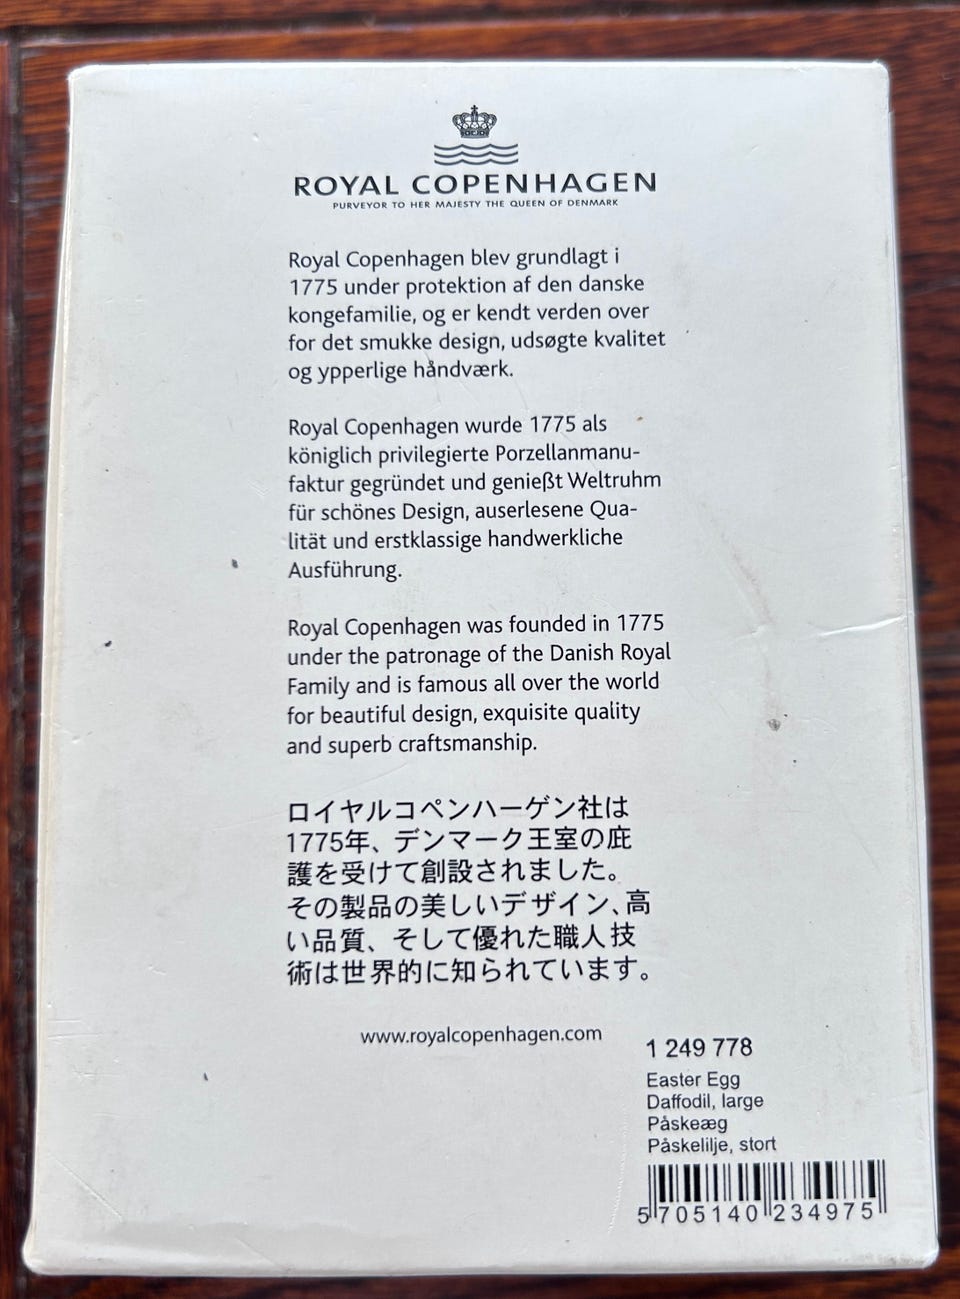 ROYAL COPENHAGEN
PURVEYOR TO HER MAJESTY THE QUEEN OF DENMARK
Royal Copenhagen blev grundlagt i
1775 under protektion af den danske
kongefamilie, og er kendt verden over
for det smukke design, udsøgte kvalitet
og ypperlige håndværk.
Royal Copenhagen wurde 1775 als
königlich privilegierte Porzellanmanu-
faktur gegründet und genießt Weltruhm
für schönes Design, auserlesene Qua-
lität und erstklassige handwerkliche
Ausführung.
Royal Copenhagen was founded in 1775
under the patronage of the Danish Royal
Family and is famous all over the world
for beautiful design, exquisite quality
and superb craftsmanship.
ロイヤルコペンハーゲン社は
1775年、デンマーク王室の庇
護を受けて創設されました。
その製品の美しいデザイン、高
い品質、そして優れた職人技
術は世界的に知られています。
www.royalcopenhagen.com
1 249 778
Easter Egg
Daffodil, large
Påskeæg
Påskelilje, stort
5 705140 234975